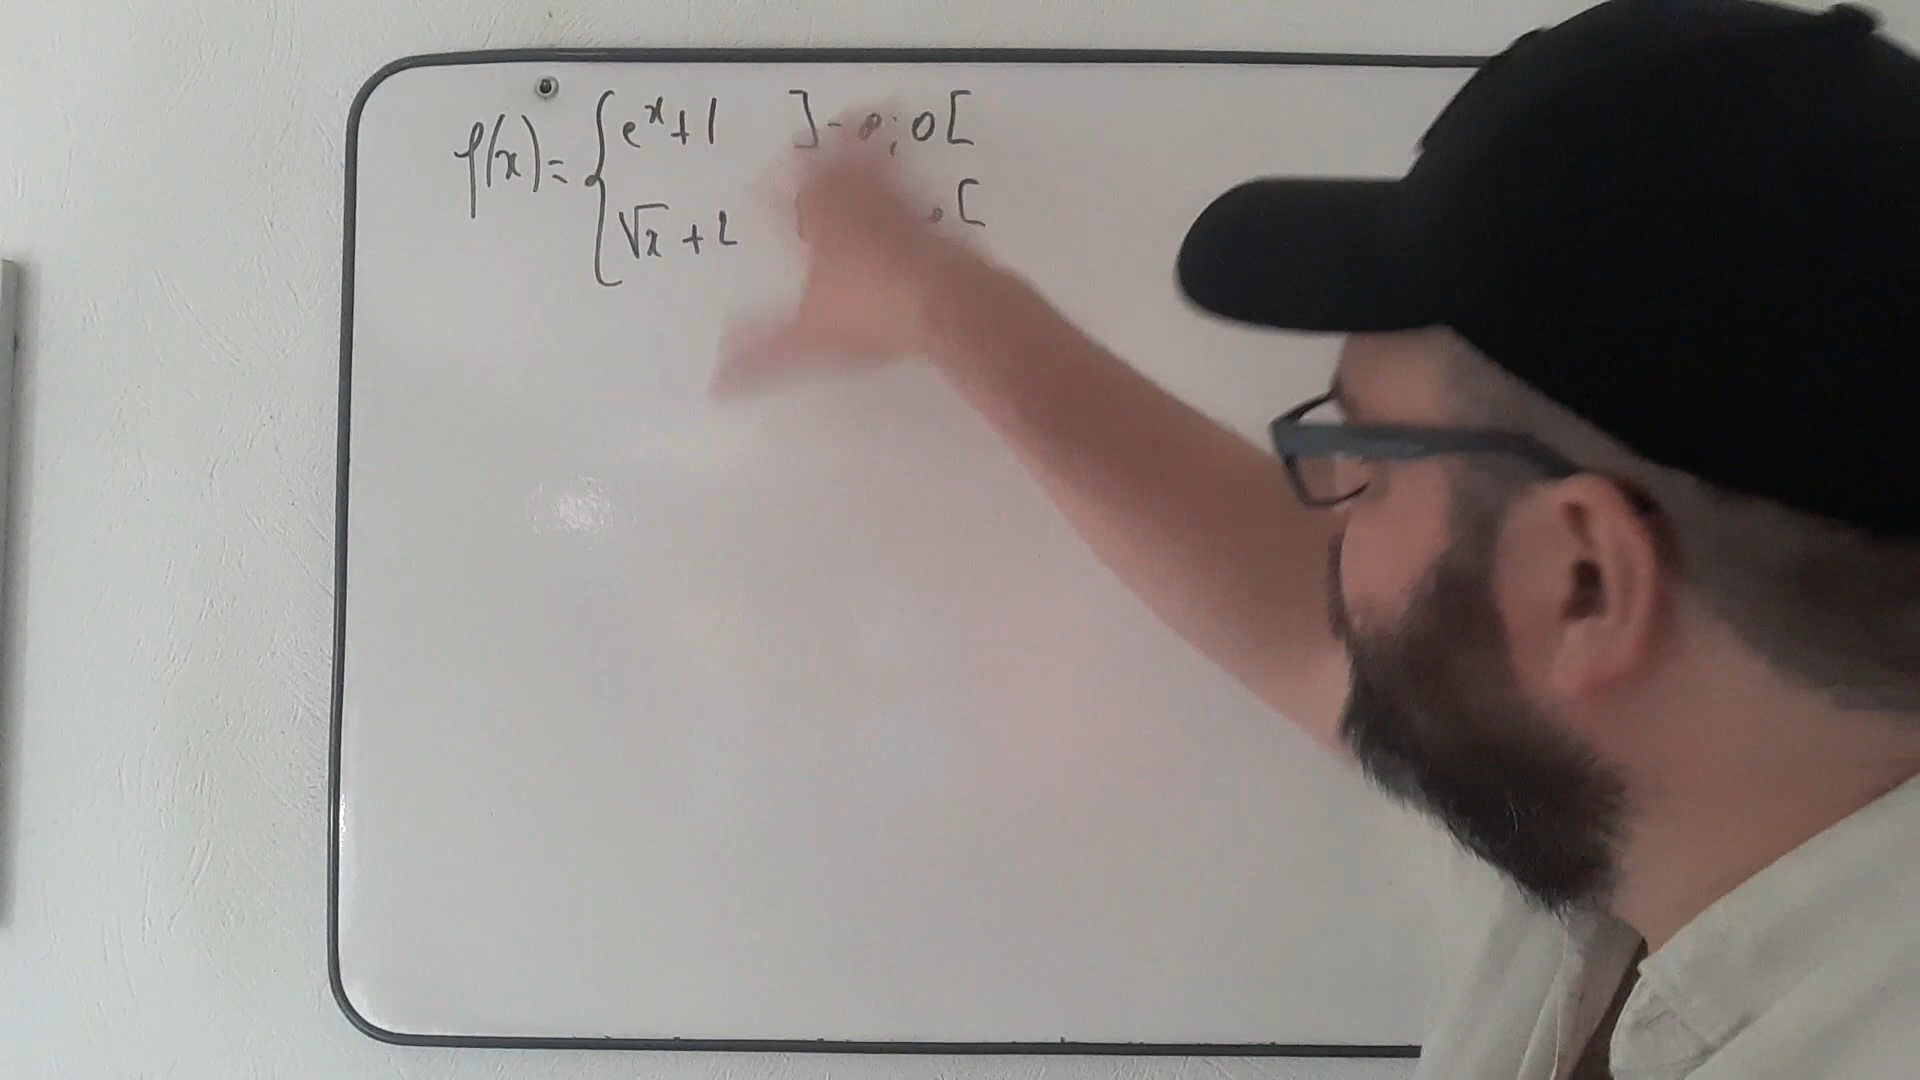 f(x)= { e^x+1 ]-∞;0[
√x +2 [